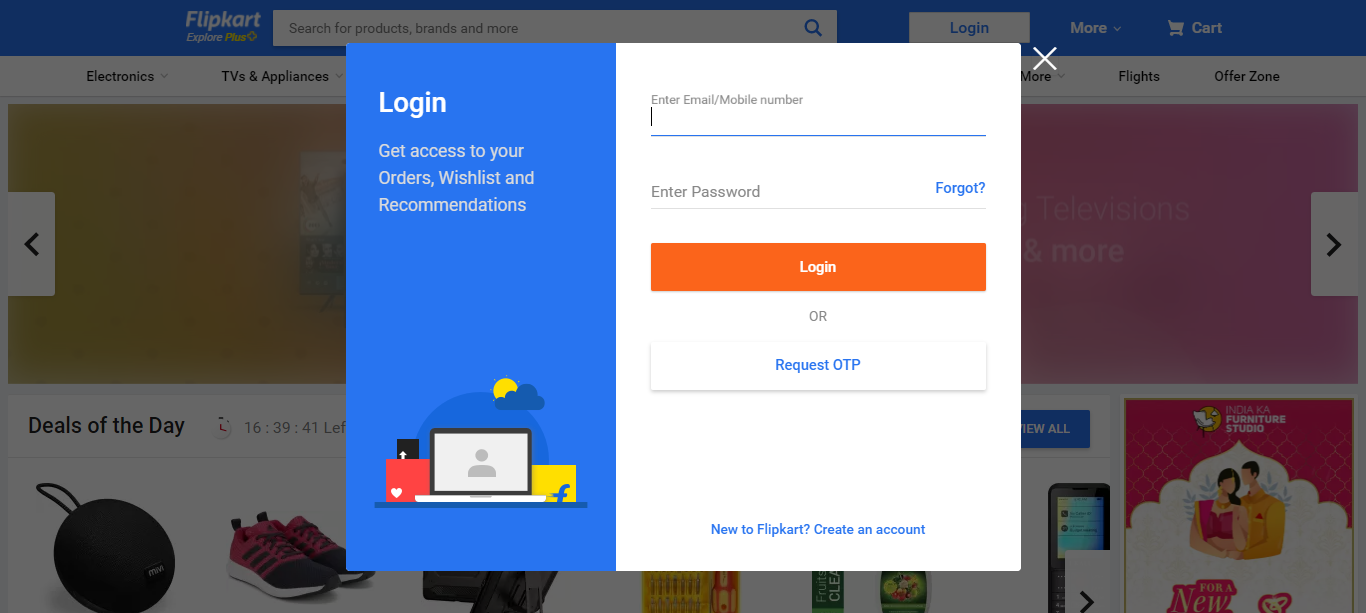 Flipkart
Explore Plus
Search for products, brands and more
Login
More
Cart
Electronics
TVs & Appliances
More
Flights
Offer Zone
Login
Get access to your
Orders, Wishlist and
Recommendations
Enter Email/Mobile number
Enter Password
Forgot?
Login
OR
Request OTP
New to Flipkart? Create an account
Televisions
& more
Deals of the Day
16 : 39 : 41 Lef
VIEW ALL
INDIA KA
FURNITURE
STUDIO
mivi
Fruits
CLEA
FOR A
New